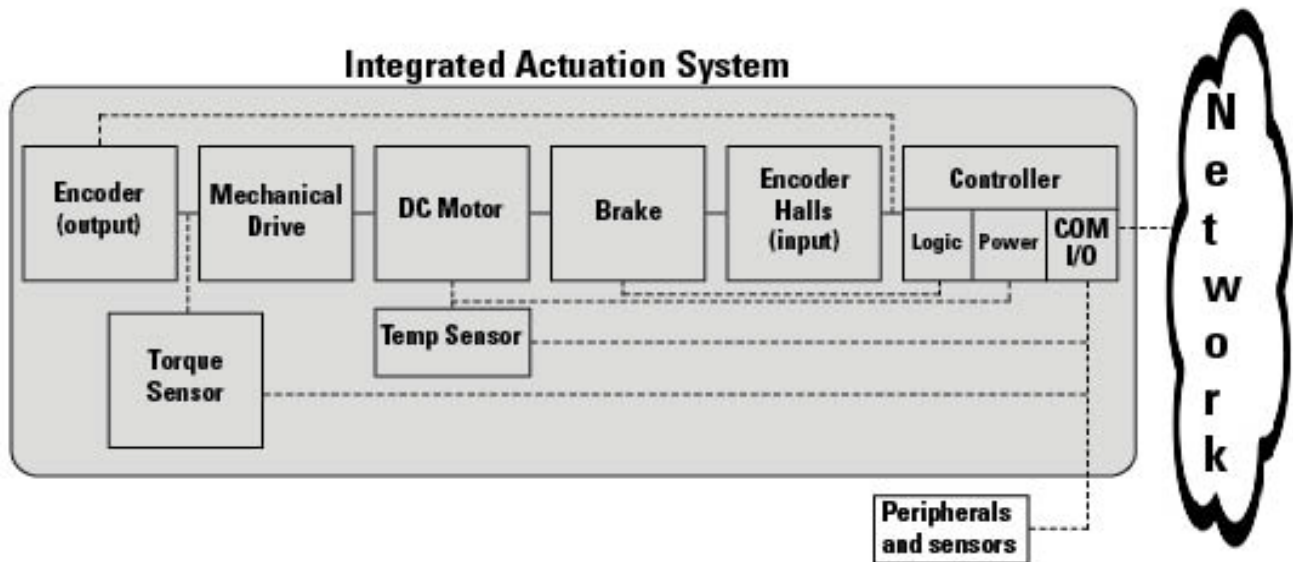 Integrated Actuation System
Encoder
(output)
Mechanical
Drive
DC Motor
Brake
Encoder
Halls
(input)
Controller
Logic
Power
COM
I/O
Temp Sensor
Torque
Sensor
Peripherals
and sensors
Network